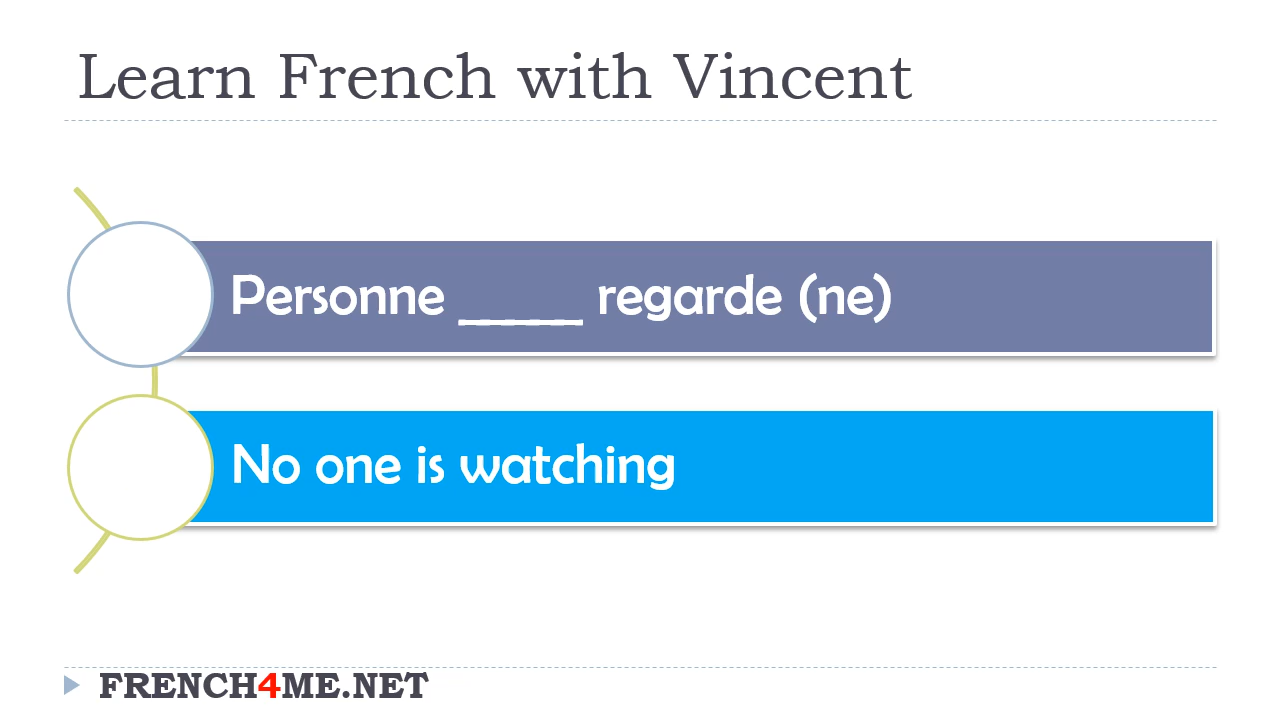 Learn French with Vincent
Personne _____ regarde (ne)
No one is watching
FRENCH4ME.NET